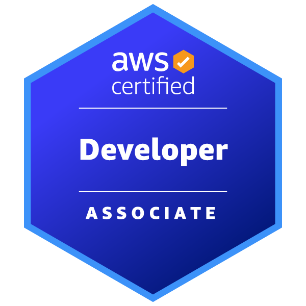 aws
certified
Developer
ASSOCIATE